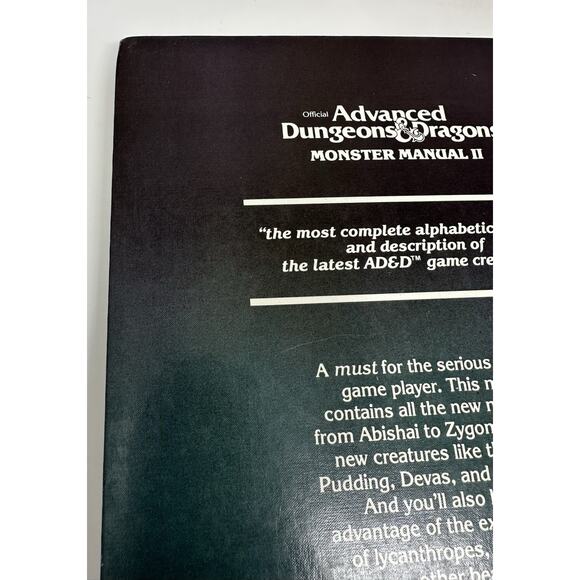 Official Advanced
Dungeons & Dragons
MONSTER MANUAL II
"the most complete alphabetic
and description of
the latest AD&D™ game cre
A must for the serious
game player. This m
contains all the new m
from Abishai to Zygom
new creatures like th
Pudding, Devas, and
And you'll also
advantage of the ex
of lycanthropes,
other